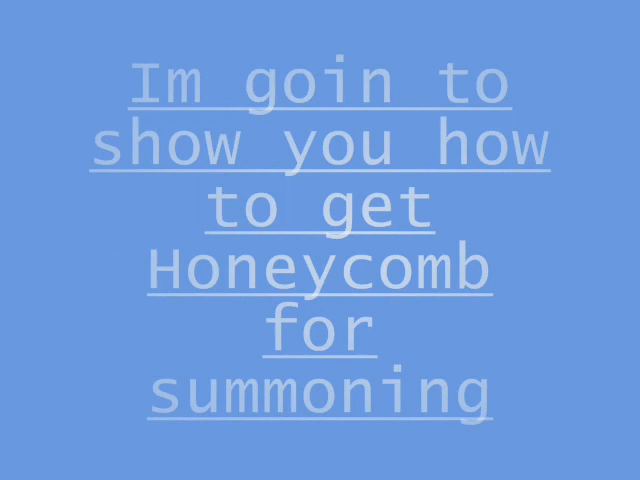 Im goin to
show you how
to get
Honeycomb
for
summoning